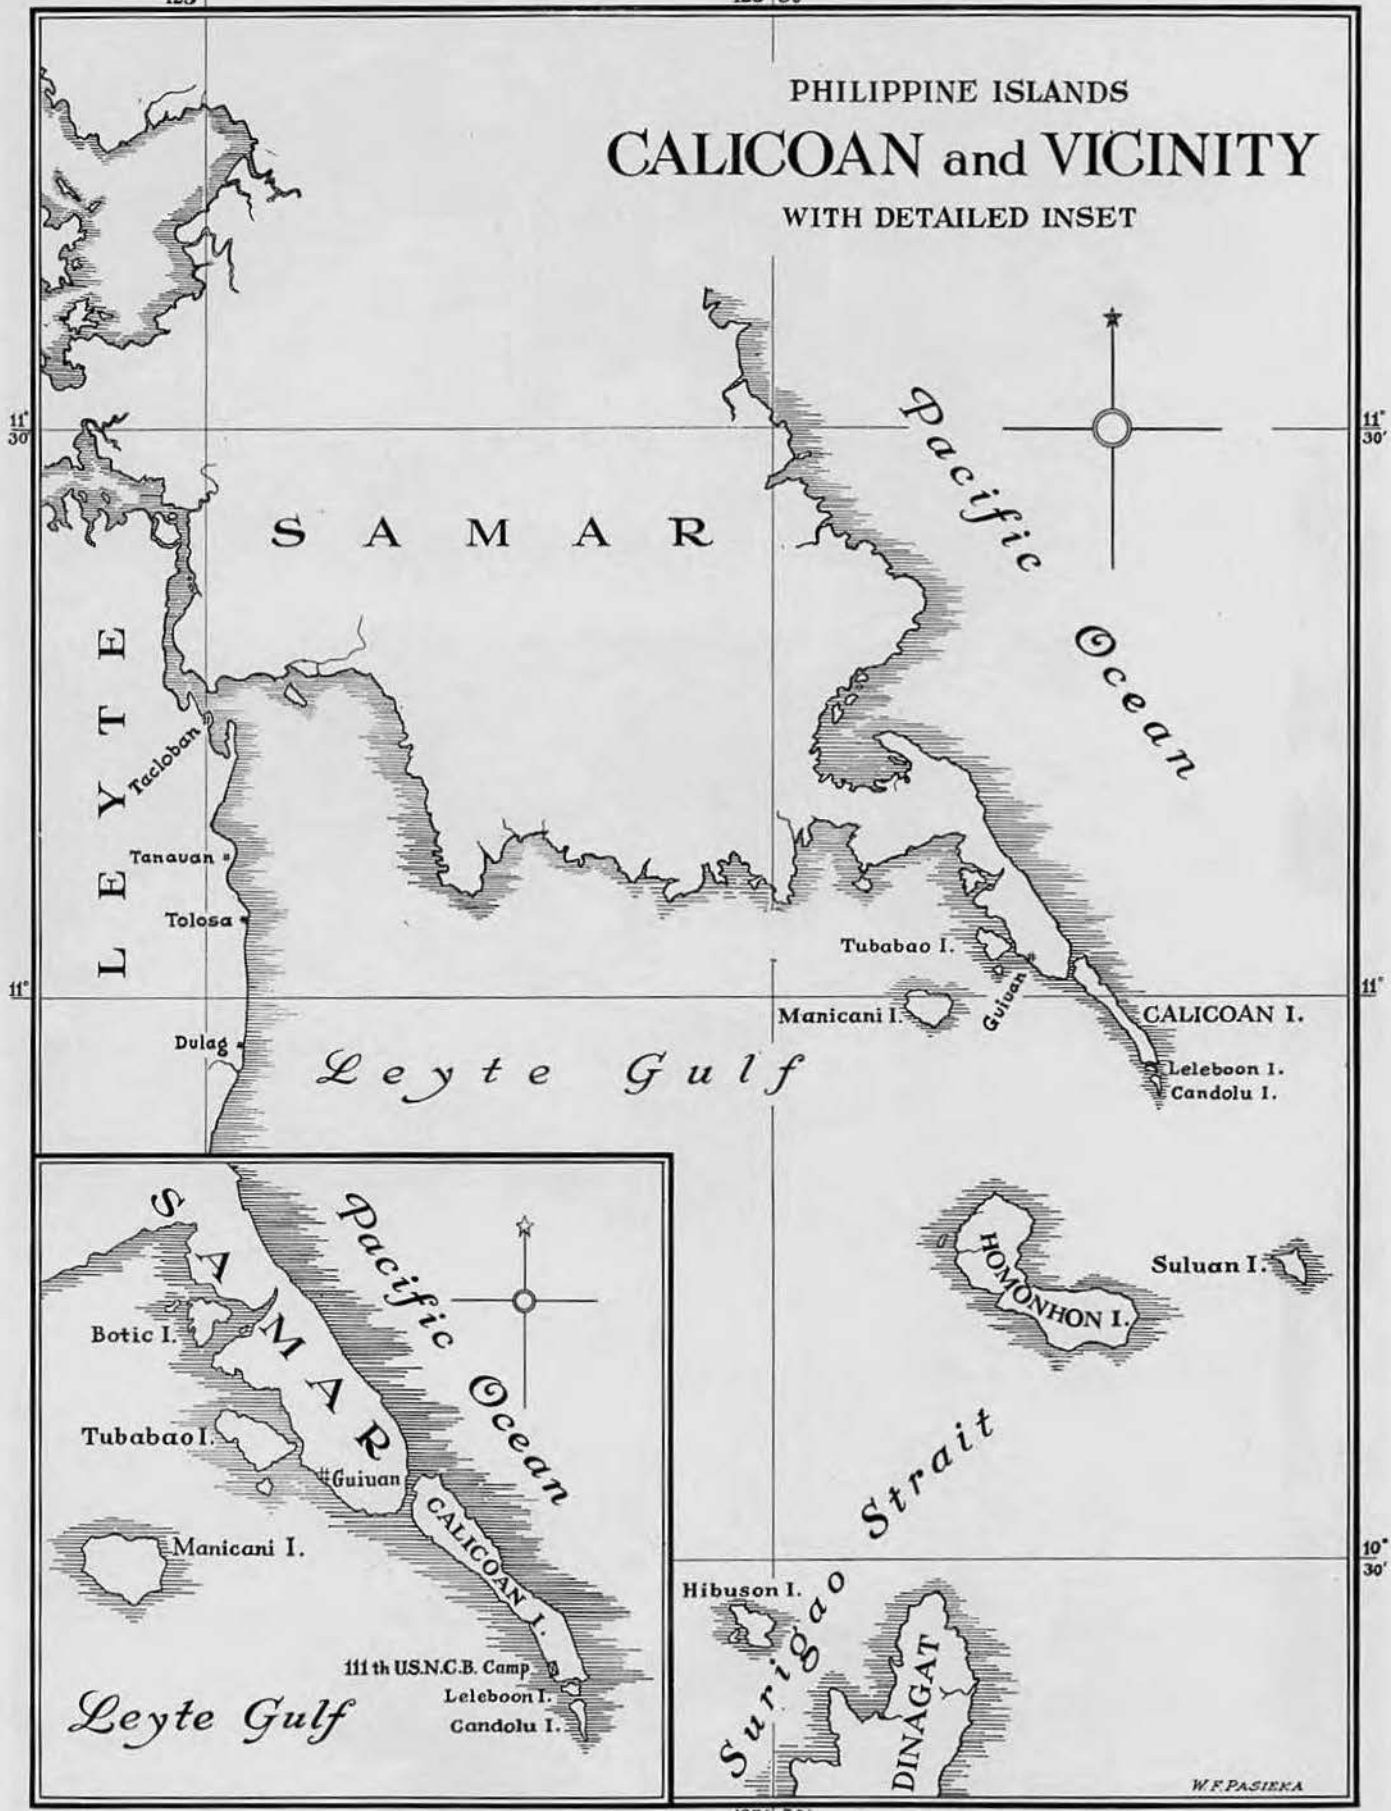 PHILIPPINE ISLANDS
CALICOAN and VICINITY
WITH DETAILED INSET
11°
30'
11°
30'
Pacific Ocean
SAMAR
LEYTE
Tacloban
Tanauan
Tolosa
Tubabao I.
Guiuan
11°
11°
Manicani I.
CALICOAN I.
Dulag
Leyte Gulf
Leleboon I.
Candolu I.
HOMONHON I.
Suluan I.
Surigao Strait
10°
30'
Hibuson I.
DINAGAT
W.F. PASIEKA
SAMAR
Pacific Ocean
Botic I.
Tubabao I.
Guiuan
CALICOAN I.
Manicani I.
111th U.S.N.C.B. Camp
Leleboon I.
Candolu I.
Leyte Gulf